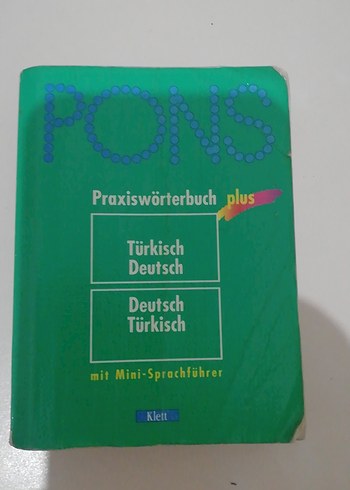 PONS
Praxiswörterbuch plus
Türkisch
Deutsch
Deutsch
Türkisch
mit Mini-Sprachführer
Klett